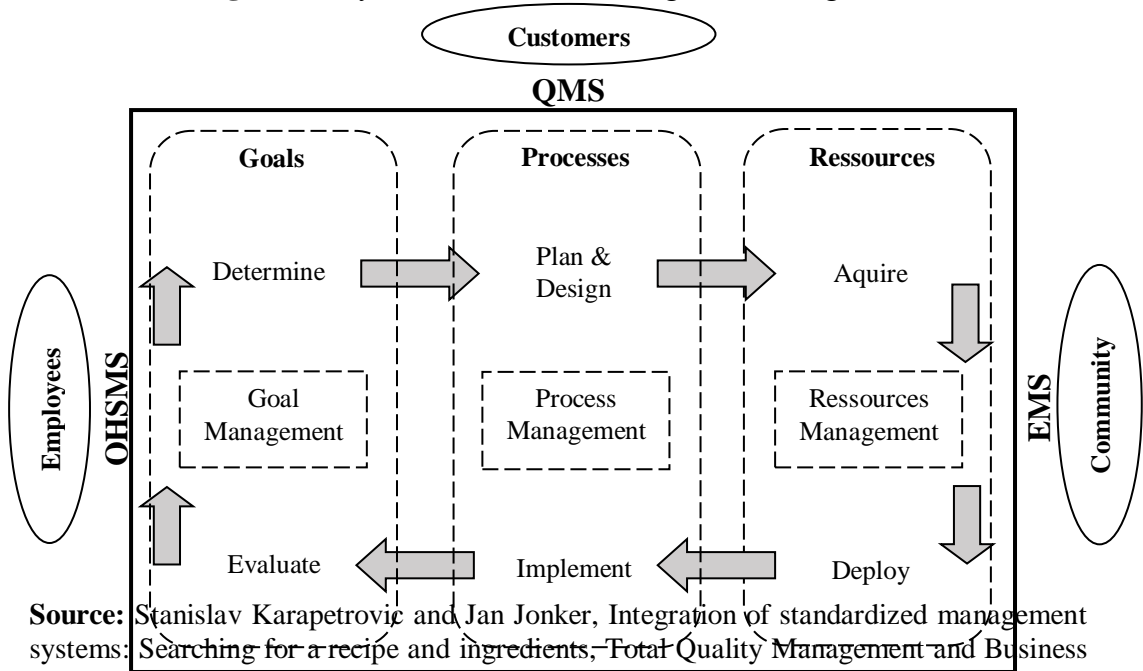 Customers
QMS
Goals
Processes
Ressources
Determine
Plan &
Design
Aquire
Employees
OHSMS
Goal
Management
Process
Management
Ressources
Management
EMS
Community
Evaluate
Implement
Deploy
Source: Stanislav Karapetrovic and Jan Jonker, Integration of standardized management
systems: Searching for a recipe and ingredients, Total Quality Management and Business